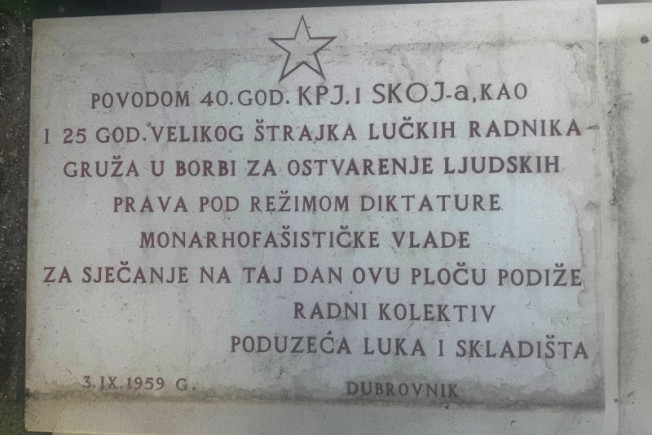 POVODOM 40. GOD. KPJ. I SKOJ-a, KAO
I 25 GOD. VELIKOG ŠTRAJKA LUČKIH RADNIKA
GRUŽA U BORBI ZA OSTVARENJE LJUDSKIH
PRAVA POD REŽIMOM DIKTATURE
MONARHOFAŠISTIČKE VLADE
ZA SJEČANJE NA TAJ DAN OVU PLOČU PODIŽE
RADNI KOLEKTIV
PODUZEĆA LUKA I SKLADIŠTA
3. IX. 1959 G. DUBROVNIK